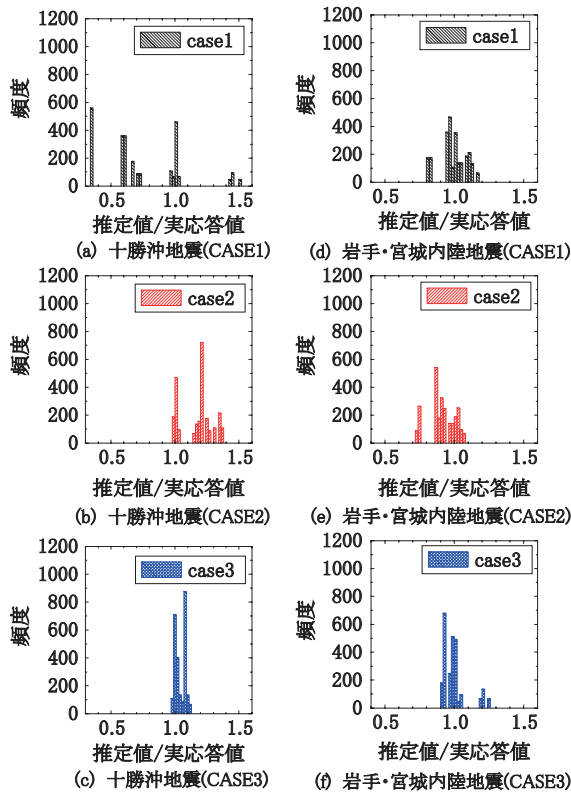 1200
1000
800
600
400
200
0
頻度
case1
0.5 1.0 1.5
推定値/実応答値
(a) 十勝沖地震(CASE1)
1200
1000
800
600
400
200
0
頻度
case1
0.5 1.0 1.5
推定値/実応答値
(d) 岩手・宮城内陸地震(CASE1)
1200
1000
800
600
400
200
0
頻度
case2
0.5 1.0 1.5
推定値/実応答値
(b) 十勝沖地震(CASE2)
1200
1000
800
600
400
200
0
頻度
case2
0.5 1.0 1.5
推定値/実応答値
(e) 岩手・宮城内陸地震(CASE2)
1200
1000
800
600
400
200
0
頻度
case3
0.5 1.0 1.5
推定値/実応答値
(c) 十勝沖地震(CASE3)
1200
1000
800
600
400
200
0
頻度
case3
0.5 1.0 1.5
推定値/実応答値
(f) 岩手・宮城内陸地震(CASE3)